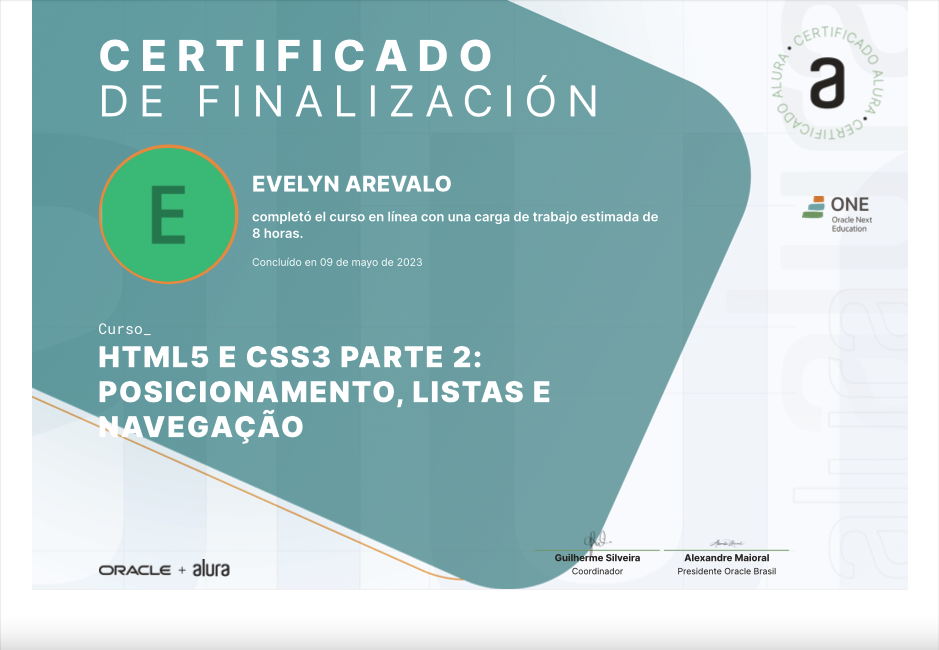 CERTIFICADO
DE FINALIZACIÓN
• CERTIFICADO ALURA • CERTIFICADO ALURA
a
E
EVELYN AREVALO
completó el curso en línea con una carga de trabajo estimada de
8 horas.
Concluído en 09 de mayo de 2023
ONE
Oracle Next
Education
Curso_
HTML5 E CSS3 PARTE 2:
POSICIONAMENTO, LISTAS E
NAVEGAÇÃO
alura
ORACLE + alura
Guilherme Silveira
Coordinador
Alexandre Maioral
Presidente Oracle Brasil